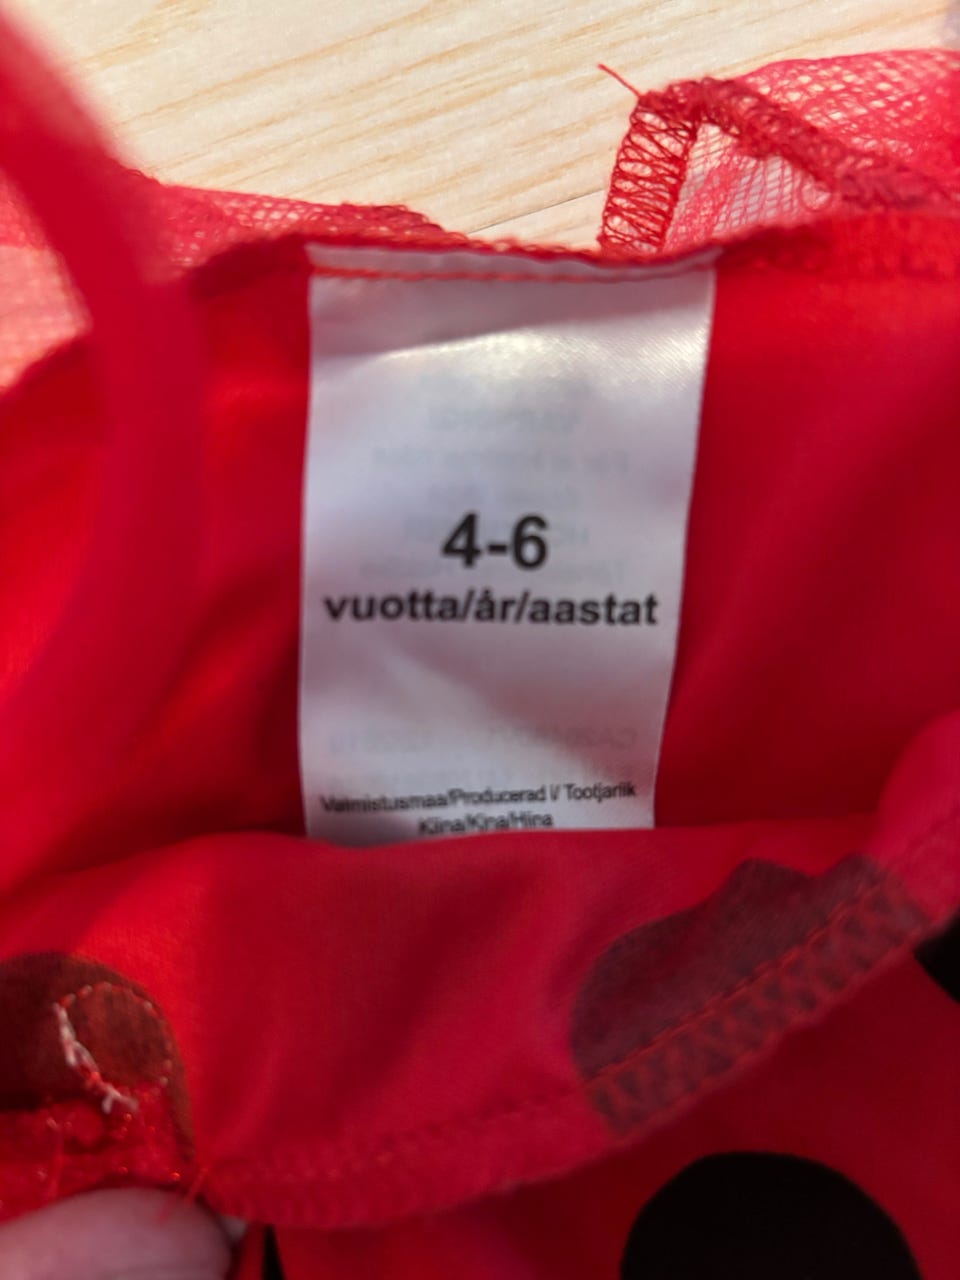 4-6
vuotta/år/aastat
Valmistusmaa/Producerad i/ Tootjariik
Kiina/Kina/Hiina